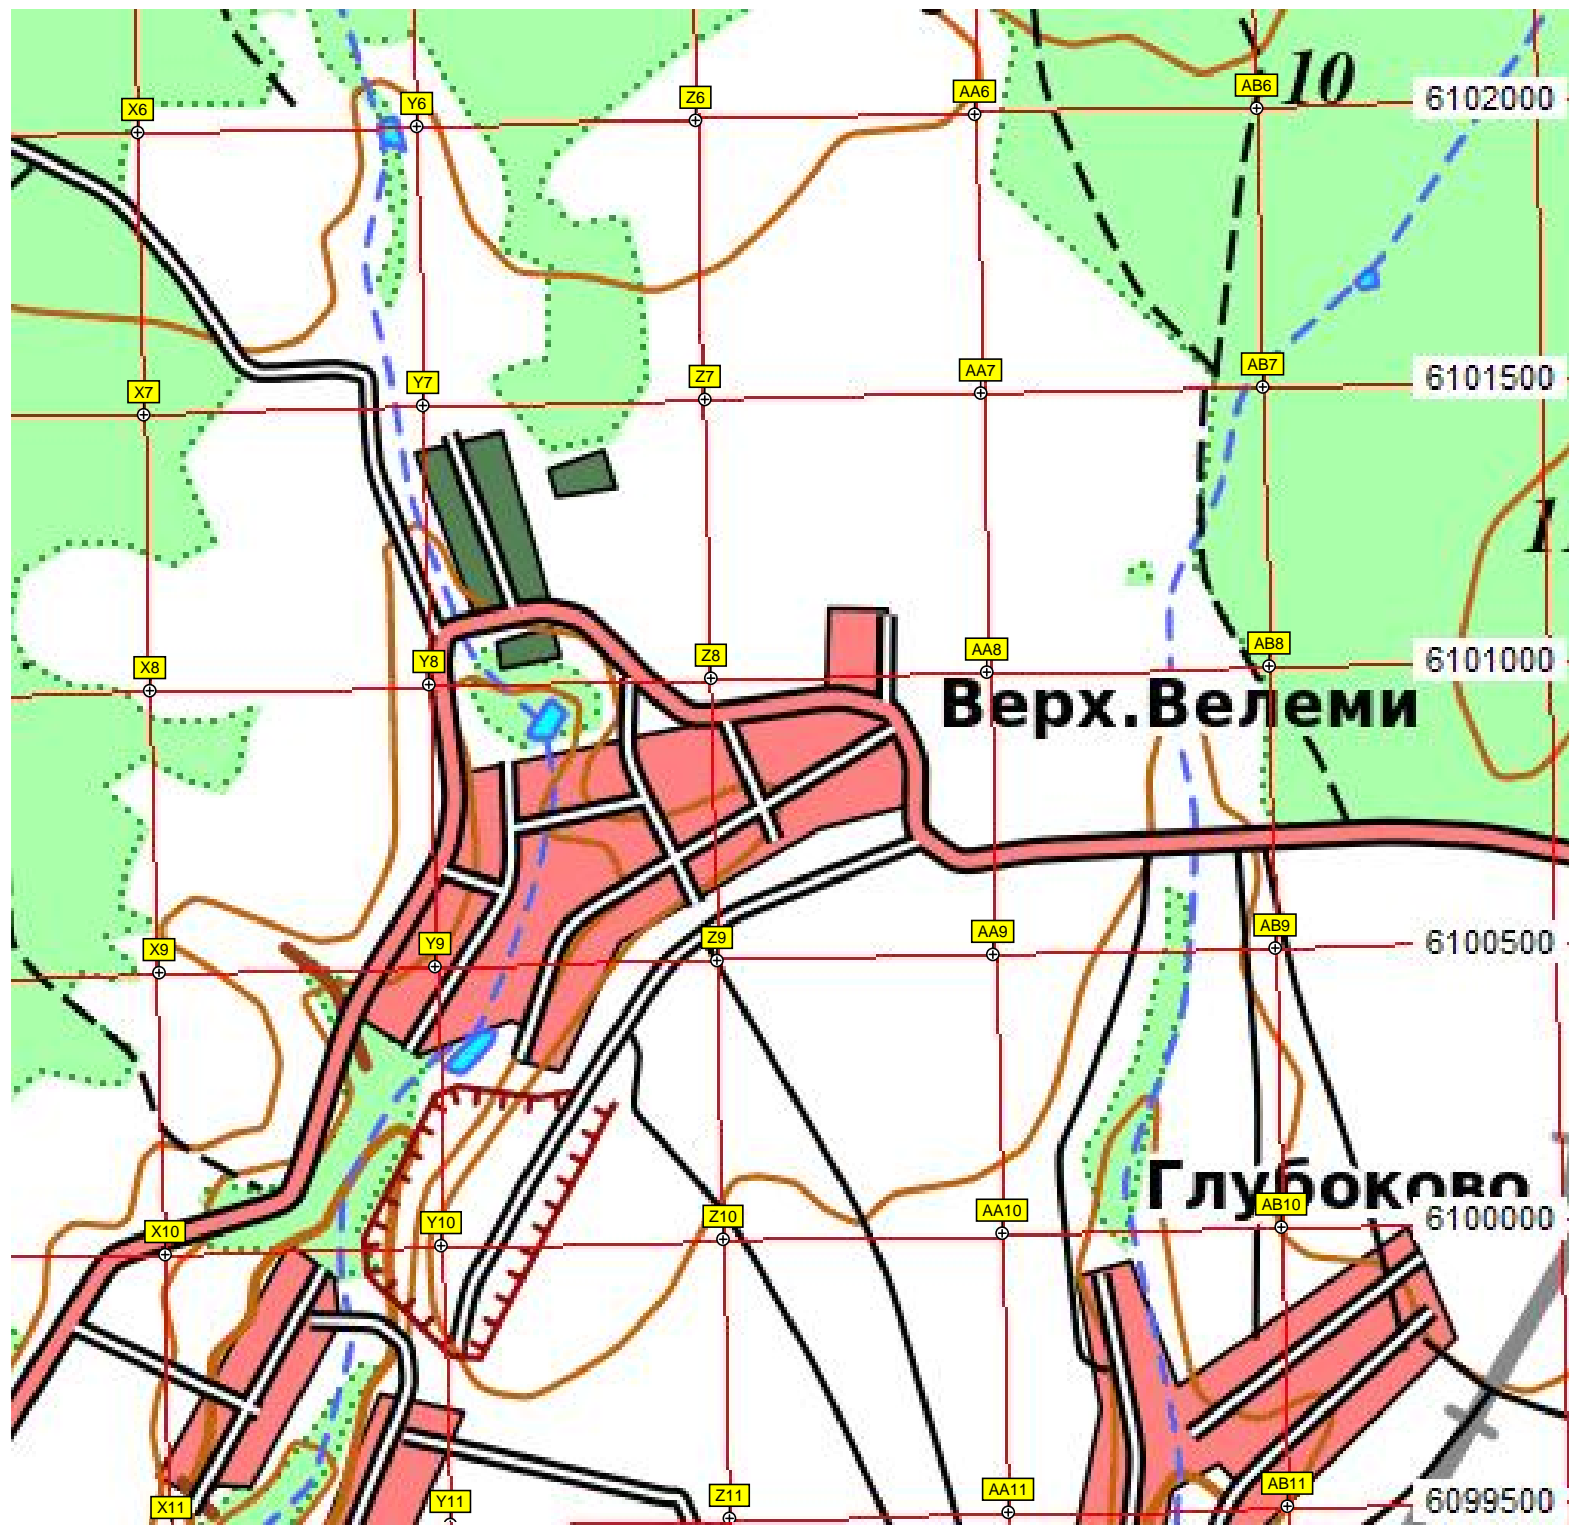 10
X6 Y6 Z6 AA6 AB6 6102000
X7 Y7 Z7 AA7 AB7 6101500
X8 Y8 Z8 AA8 AB8 6101000
Верх.Велеми
X9 Y9 Z9 AA9 AB9 6100500
Глубоково
X10 Y10 Z10 AA10 AB10 6100000
X11 Y11 Z11 AA11 AB11 6099500